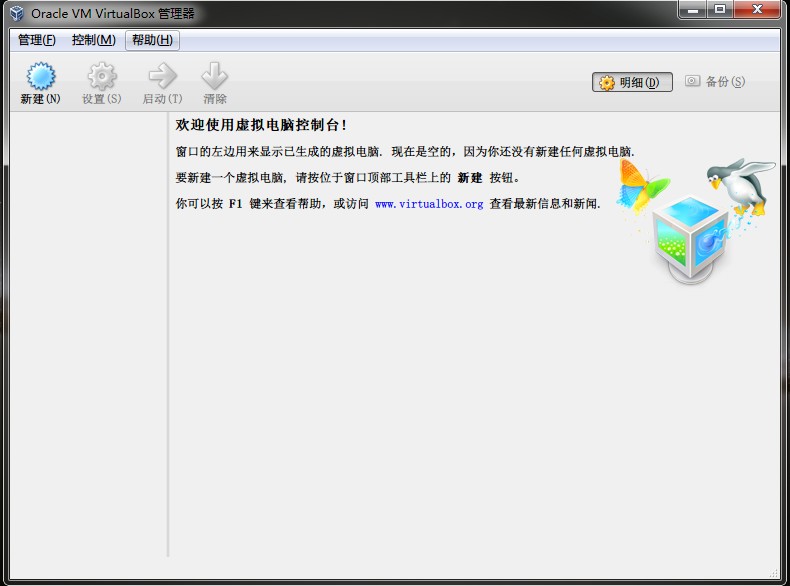 Oracle VM VirtualBox 管理器
管理(F) 控制(M) 帮助(H)
新建(N) 设置(S) 启动(T) 清除 明细(D) 备份(S)
欢迎使用虚拟电脑控制台!
窗口的左边用来显示已生成的虚拟电脑. 现在是空的, 因为你还没有新建任何虚拟电脑.
要新建一个虚拟电脑, 请按位于窗口顶部工具栏上的 新建 按钮。
你可以按 F1 键来查看帮助, 或访问 www.virtualbox.org 查看最新信息和新闻.